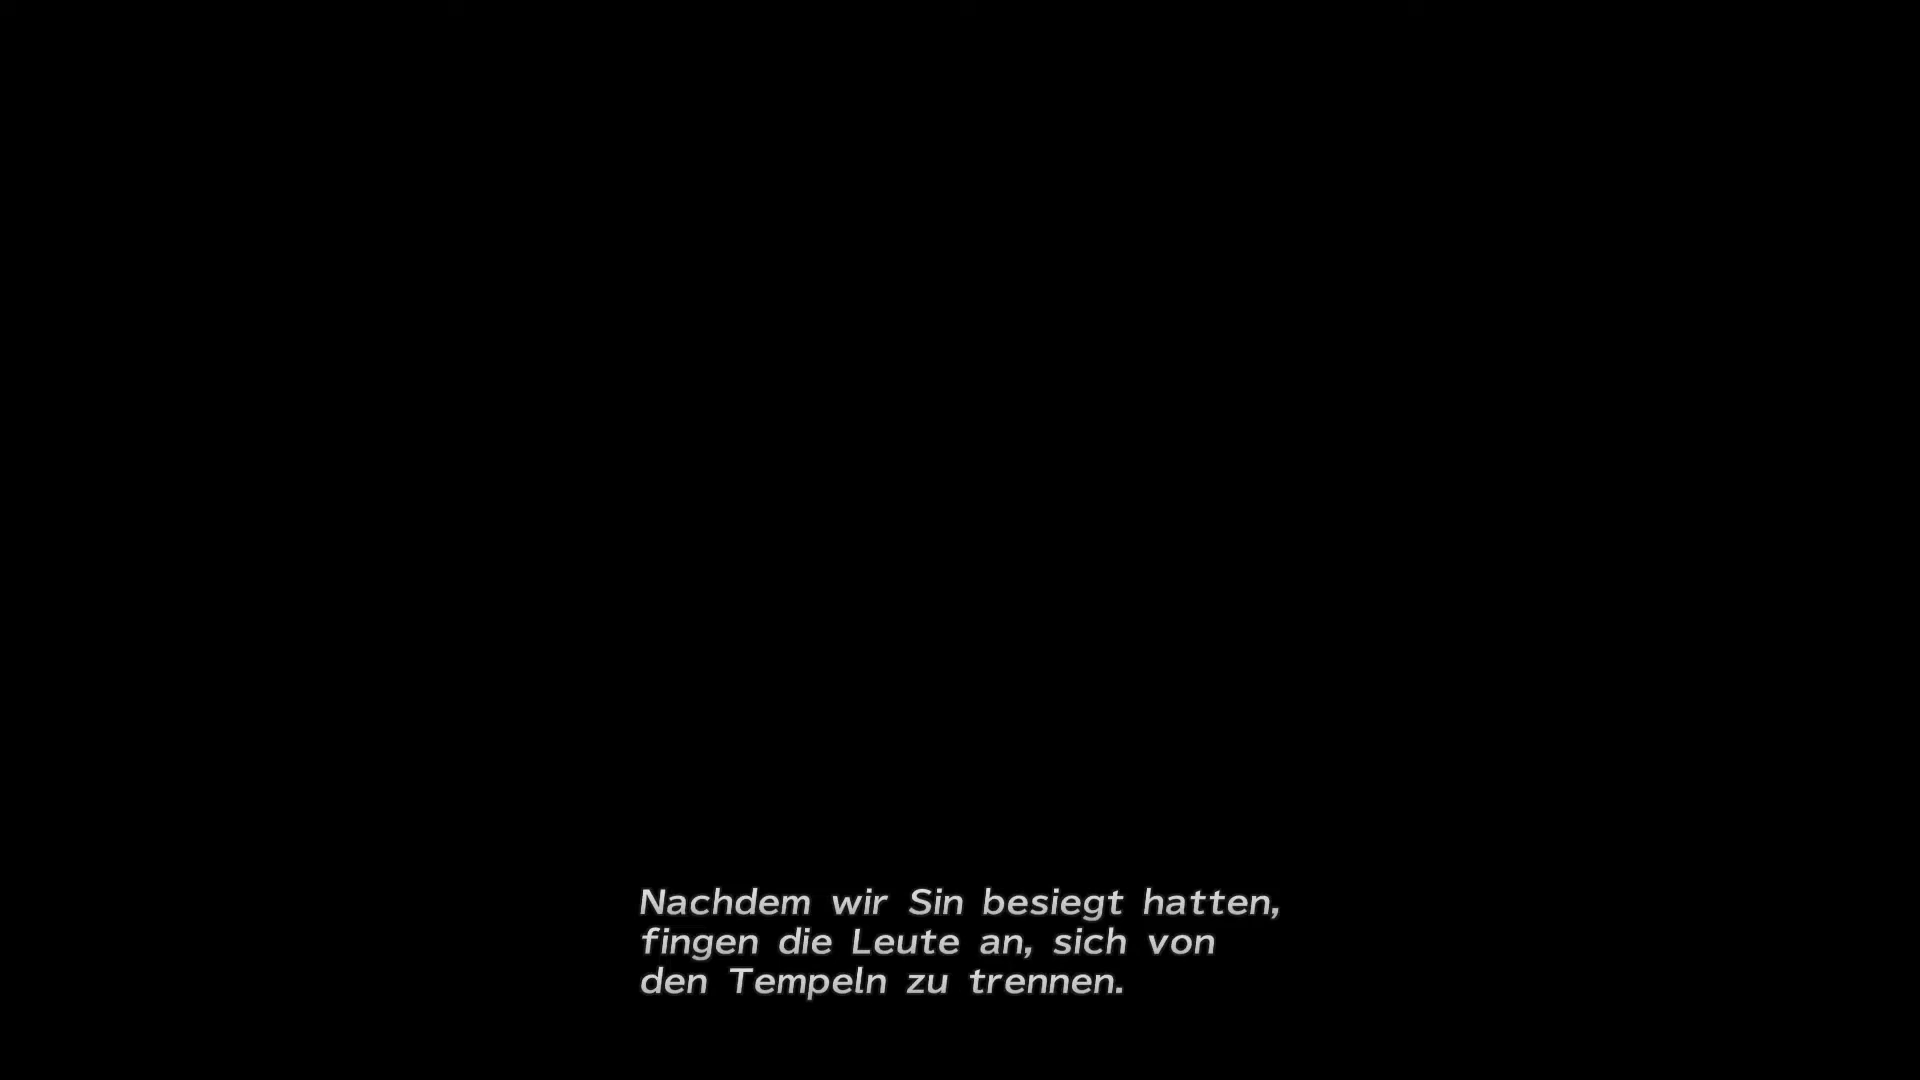 Nachdem wir Sin besiegt hatten,
fingen die Leute an, sich von
den Tempeln zu trennen.